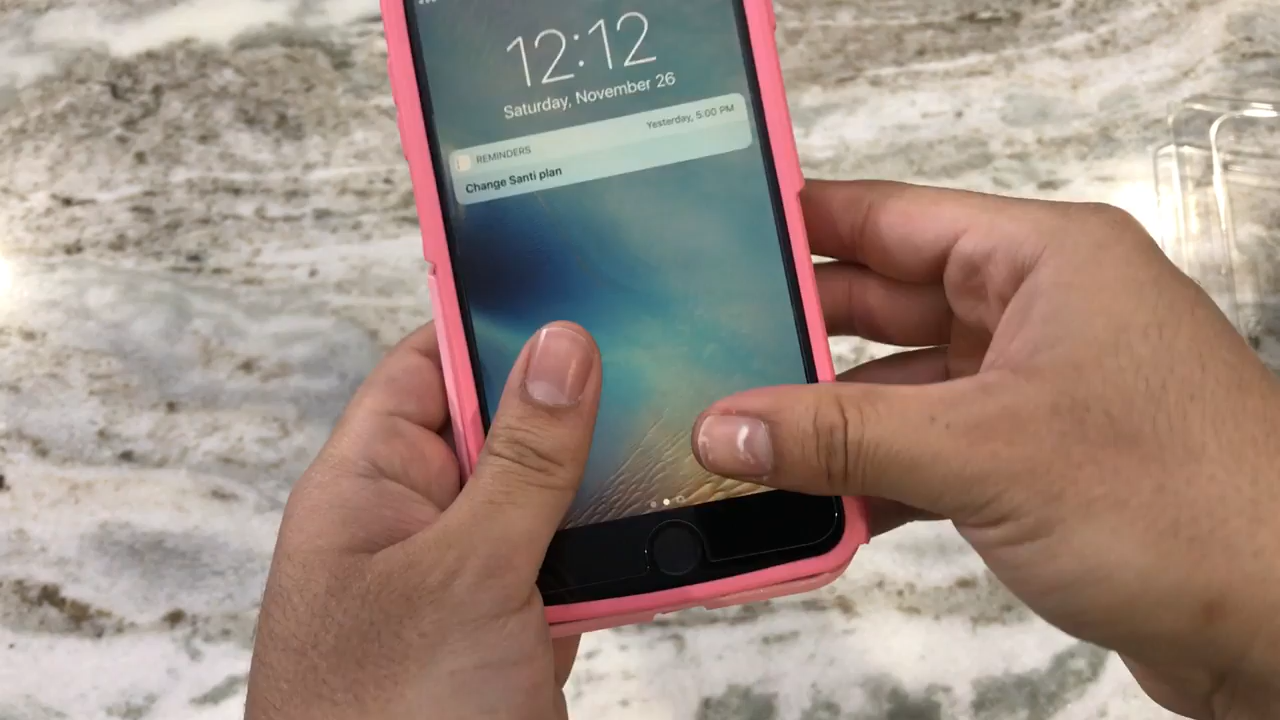 12:12
Saturday, November 26
REMINDERS
Yesterday, 5:00 PM
Change Santi plan